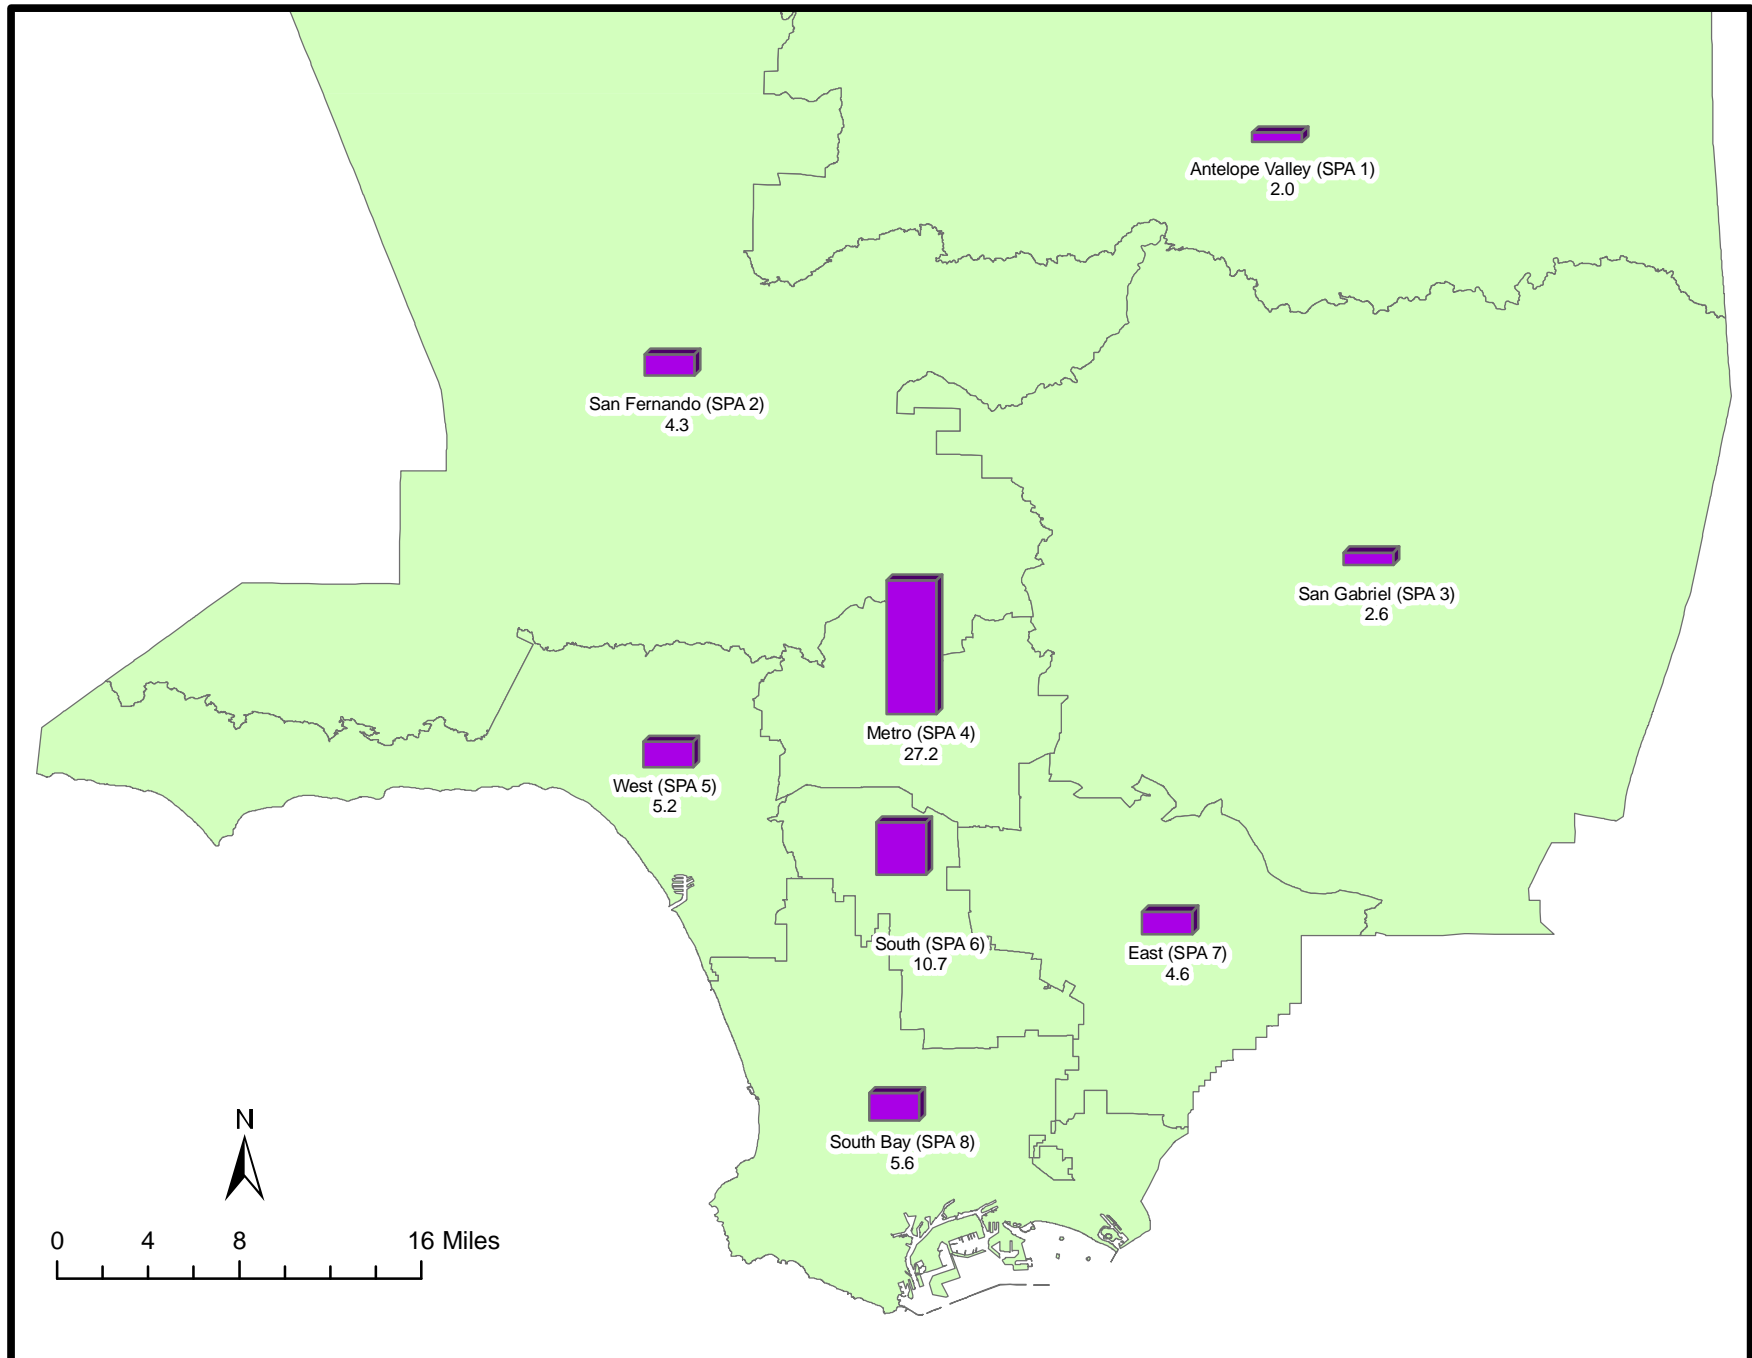 Antelope Valley (SPA 1)
2.0
San Fernando (SPA 2)
4.3
San Gabriel (SPA 3)
2.6
Metro (SPA 4)
27.2
West (SPA 5)
5.2
South (SPA 6)
10.7
East (SPA 7)
4.6
South Bay (SPA 8)
5.6
N
0 4 8 16 Miles